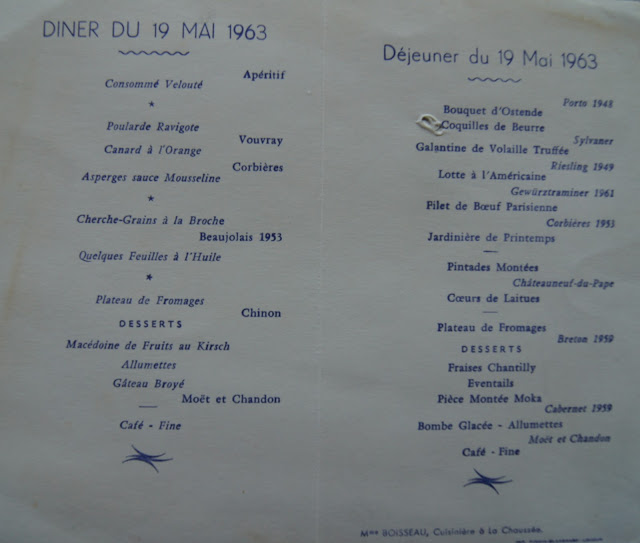 DINER DU 19 MAI 1963
Apéritif
Consommé Velouté
*
Poularde Ravigote
Vouvray
Canard à l'Orange
Corbières
Asperges sauce Mousseline
*
Cherche-Grains à la Broche
Beaujolais 1953
Quelques Feuilles à l'Huile
*
Plateau de Fromages
Chinon
DESSERTS
Macédoine de Fruits au Kirsch
Allumettes
Gâteau Broyé
Moët et Chandon
Café - Fine
Déjeuner du 19 Mai 1963
Porto 1948
Bouquet d'Ostende
Coquilles de Beurre
Sylvaner
Galantine de Volaille Truffée
Riesling 1949
Lotte à l'Américaine
Gewürztraminer 1961
Pilet de Bœuf Parisienne
Corbières 1953
Jardinière de Printemps
Pintades Montées
Châteauneuf-du-Pape
Cœurs de Laitues
Plateau de Fromages
Breton 1959
DESSERTS
Fraises Chantilly
Eventails
Pièce Montée Moka
Cabernet 1959
Bombe Glacée - Allumettes
Moët et Chandon
Café - Fine
Mme BOISSEAU, Cuisinière à La Chaussée.